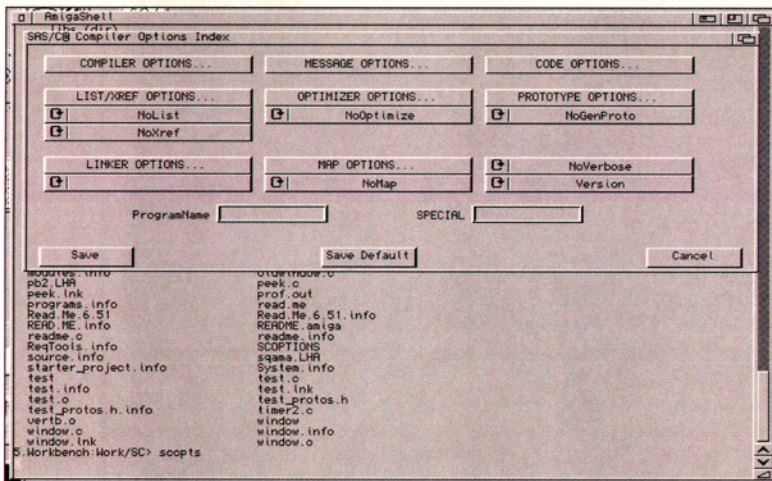 AmigaShell
libs (dir)
SAS/C® Compiler Options Index
COMPILER OPTIONS... MESSAGE OPTIONS... CODE OPTIONS...
LIST/XREF OPTIONS... OPTIMIZER OPTIONS... PROTOTYPE OPTIONS...
NoList NoOptimize NoGenProto
NoXref
LINKER OPTIONS... MAP OPTIONS... NoVerbose
NoMap Version
ProgramName SPECIAL
Save Save Default Cancel
modules.info oldwindow.c
pb2.LHA peek.c
peek.lnk prof.out
programs.info read.me
Read.Me.6.51 Read.Me.6.51.info
READ.ME.info README.amiga
readme.c readme.info
ReqTools.info SCOPTIONS
source.info sqama.LHA
starter_project.info System.info
test test.c
test.info test.lnk
test.o test_protos.h
test_protos.h.info timer2.c
vertb.o window
window.c window.info
window.lnk window.o
5.Workbench:Work/SC> scopts